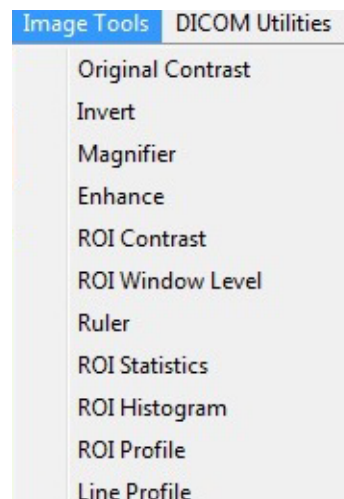 Image Tools DICOM Utilities
Original Contrast
Invert
Magnifier
Enhance
ROI Contrast
ROI Window Level
Ruler
ROI Statistics
ROI Histogram
ROI Profile
Line Profile